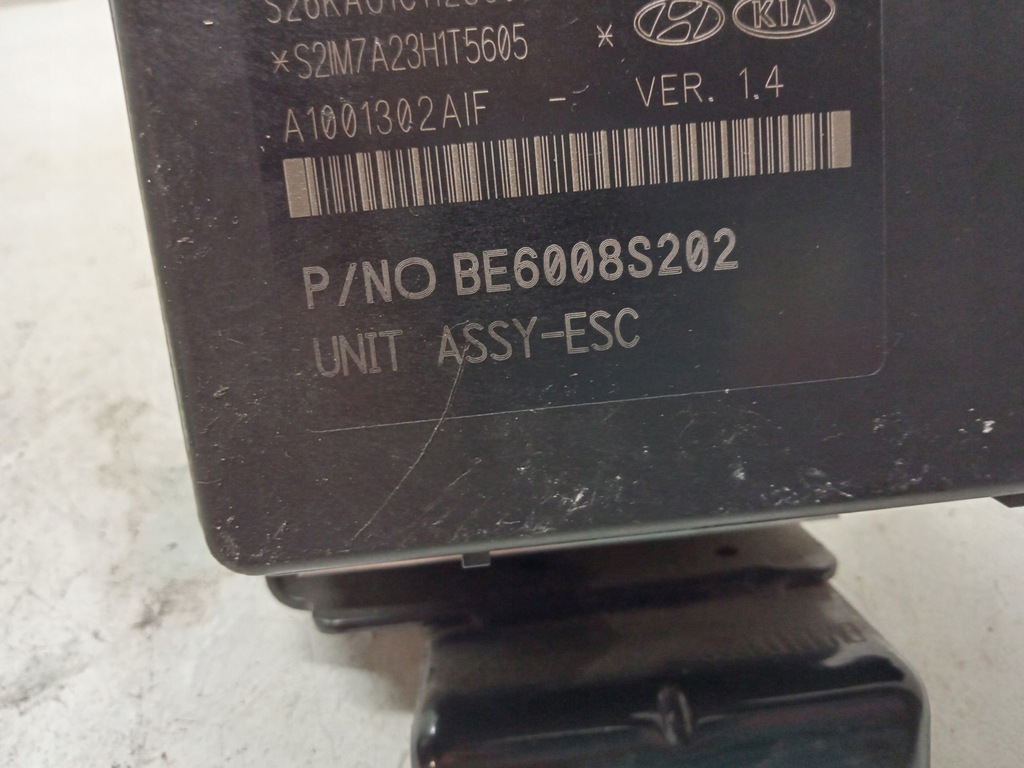 *S2IM7A23H1T5605 *
KIA
A1001302AIF - VER. 1.4
P/NO BE6008S202
UNIT ASSY-ESC